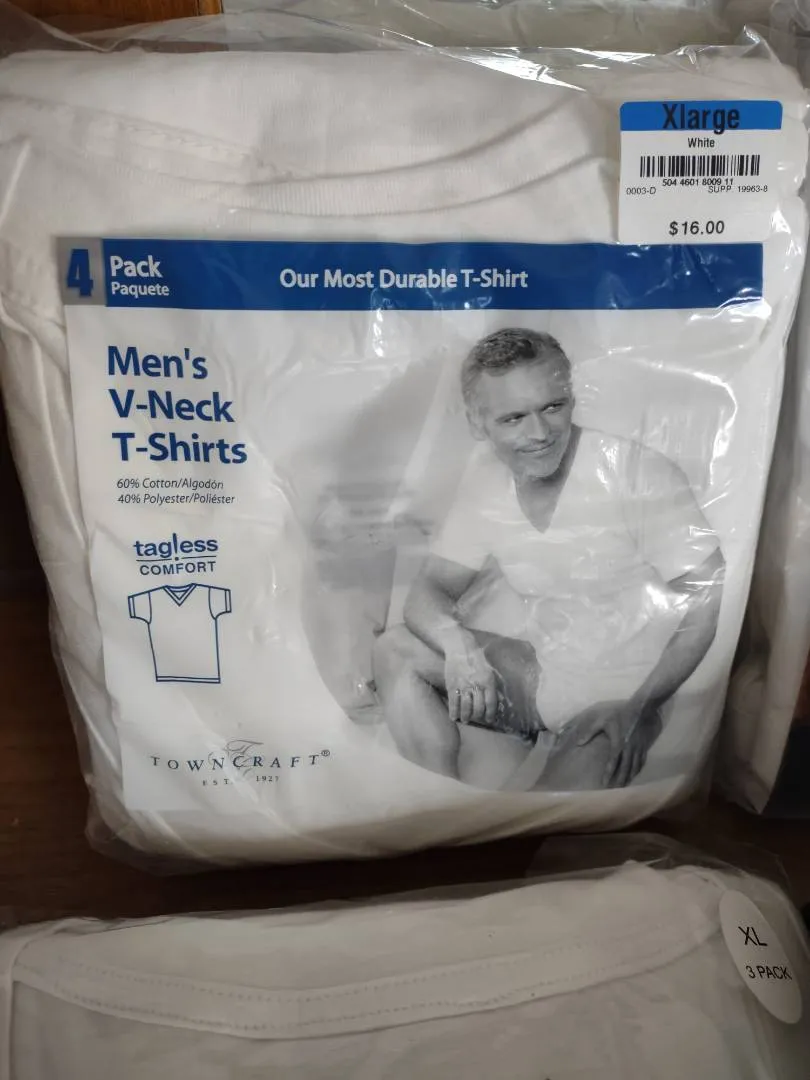 Xlarge
White
504 4601 8009 11
0003-D SUPP 19963-8
$16.00
4 Pack
Paquete
Our Most Durable T-Shirt
Men's
V-Neck
T-Shirts
60% Cotton/Algodón
40% Polyester/Poliéster
tagless
COMFORT
TOWNCRAFT®
EST. 1927
XL
3 PACK